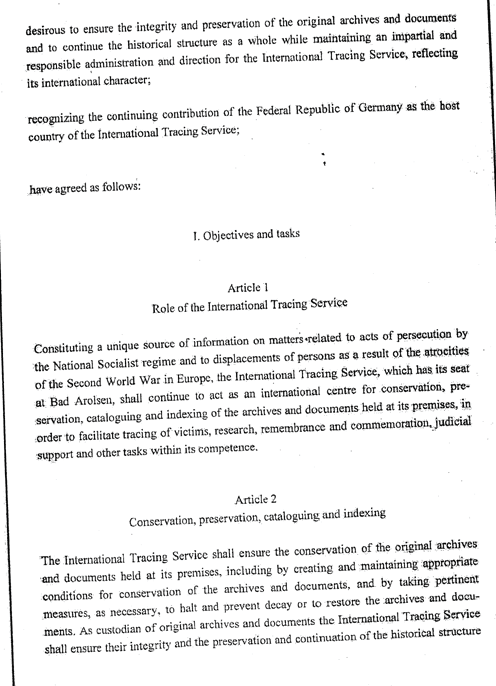 desirous to ensure the integrity and preservation of the original archives and documents
and to continue the historical structure as a whole while maintaining an impartial and
responsible administration and direction for the International Tracing Service, reflecting
its international character;
recognizing the continuing contribution of the Federal Republic of Germany as the host
country of the International Tracing Service;
have agreed as follows:
I. Objectives and tasks
Article 1
Role of the International Tracing Service
Constituting a unique source of information on matters related to acts of persecution by
the National Socialist regime and to displacements of persons as a result of the atrocities
of the Second World War in Europe, the International Tracing Service, which has its seat
at Bad Arolsen, shall continue to act as an international centre for conservation, pre-
servation, cataloguing and indexing of the archives and documents held at its premises, in
order to facilitate tracing of victims, research, remembrance and commemoration, judicial
support and other tasks within its competence.
Article 2
Conservation, preservation, cataloguing and indexing
The International Tracing Service shall ensure the conservation of the original archives
and documents held at its premises, including by creating and maintaining appropriate
conditions for conservation of the archives and documents, and by taking pertinent
measures, as necessary, to halt and prevent decay or to restore the archives and docu-
ments. As custodian of original archives and documents the International Tracing Service
shall ensure their integrity and the preservation and continuation of the historical structure